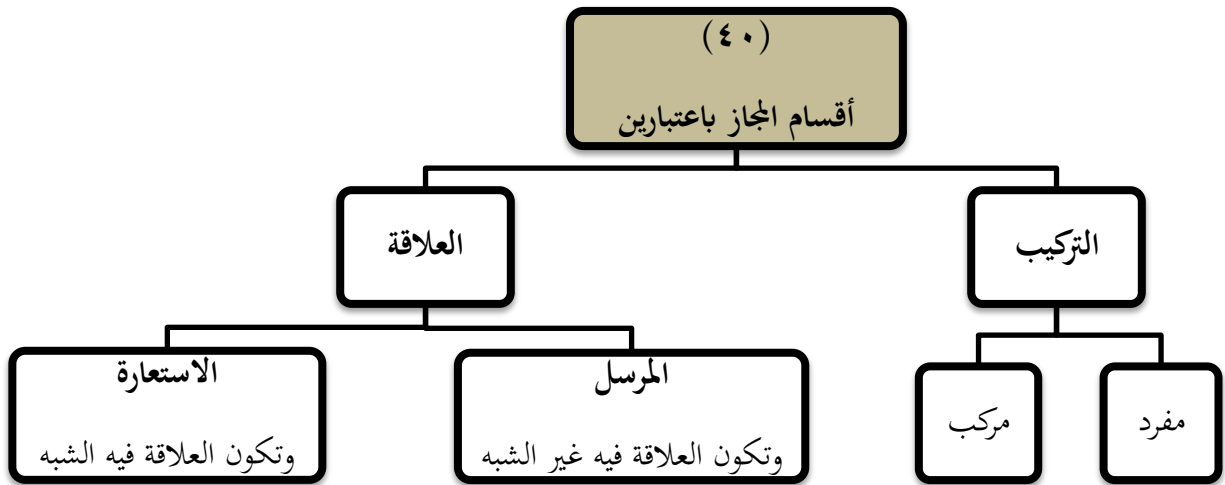 (٤٠)
أقسام المجاز باعتبارين
التركيب
العلاقة
مفرد
مركب
المرسل
وتكون العلاقة فيه غير الشبه
الاستعارة
وتكون العلاقة فيه الشبه